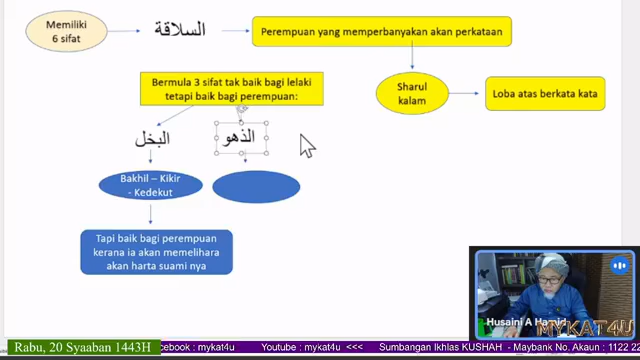 Memiliki
6 sifat
السلاقة
Perempuan yang memperbanyakan akan perkataan
Sharul
kalam
Loba atas berkata kata
Bermula 3 sifat tak baik bagi lelaki
tetapi baik bagi perempuan:
البخل
الذهو
Bakhil – Kikir
- Kedekut
Tapi baik bagi perempuan
kerana ia akan memelihara
akan harta suami nya
Husaini A Hamid
MYKAT4U
Rabu, 20 Syaaban 1443H
cebook : mykat4u Youtube : mykat4u <<< Sumbangan Ikhlas KUSHAH - Maybank No. Akaun : 1122 22